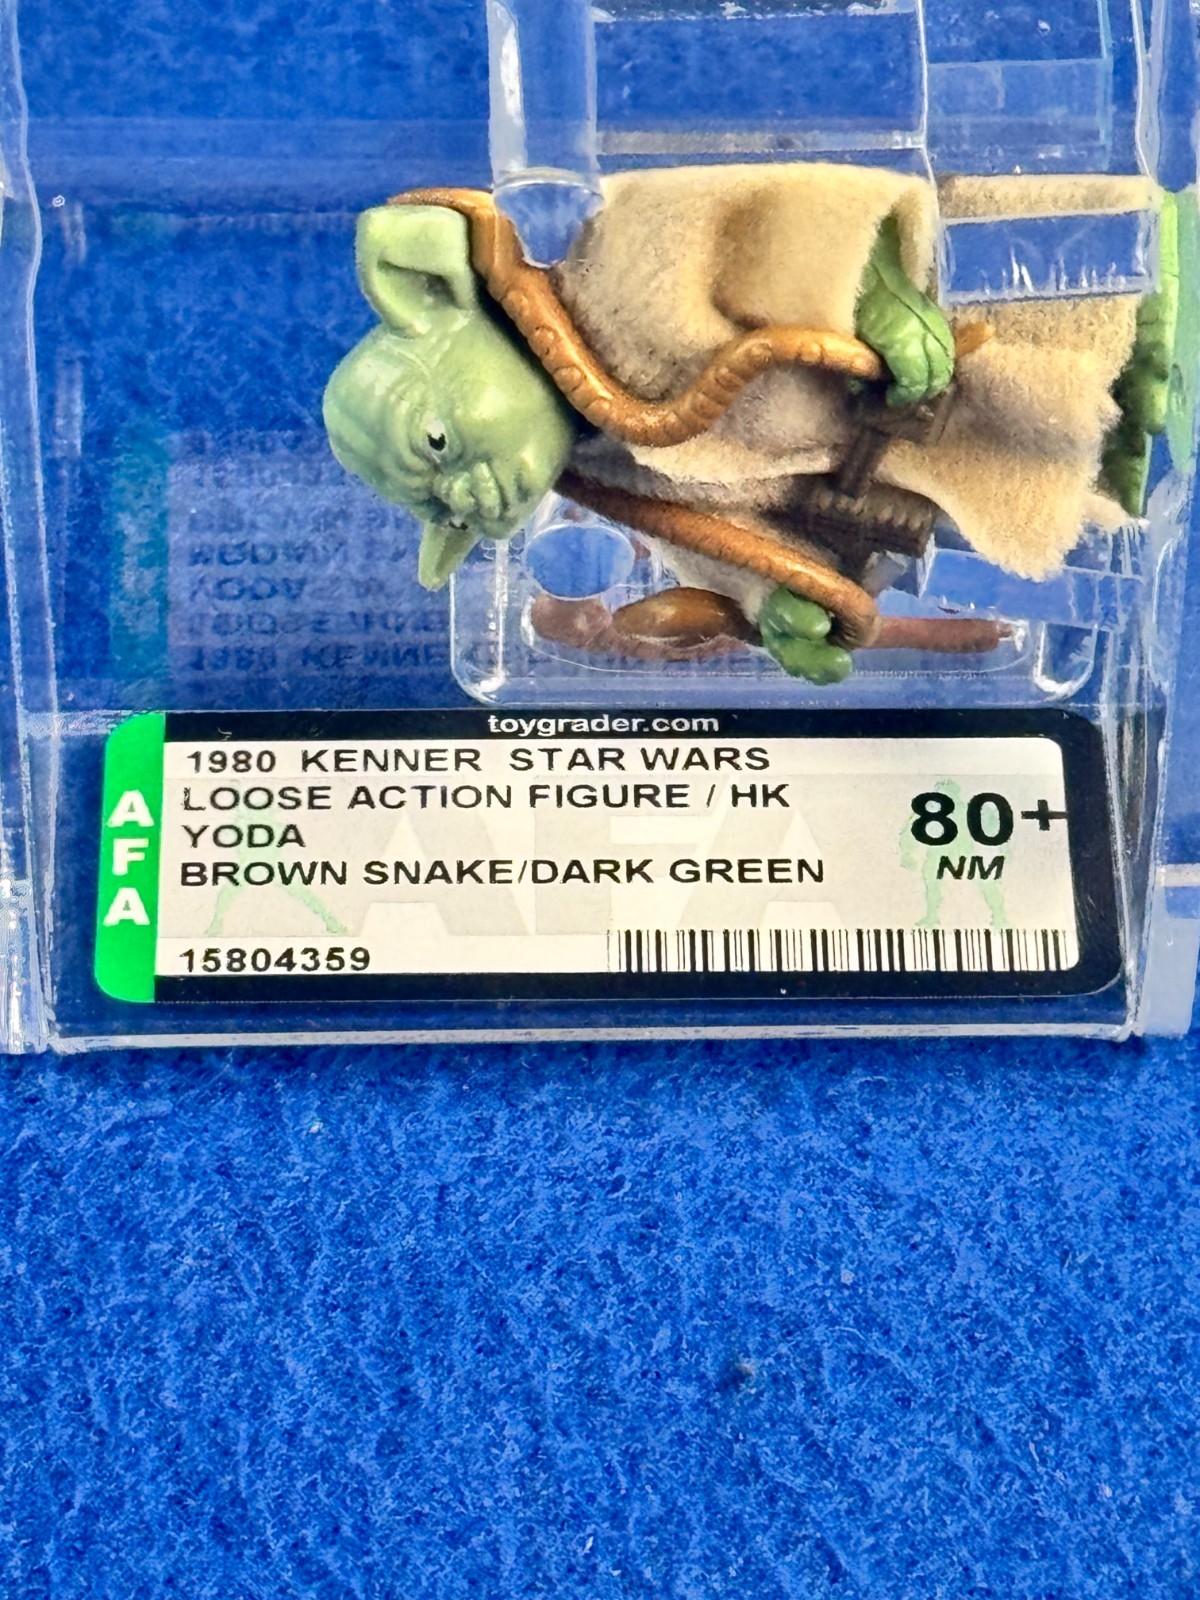 toygrader.com
1980 KENNER STAR WARS
LOOSE ACTION FIGURE / HK
YODA
BROWN SNAKE/DARK GREEN
80+
NM
AFA
15804359